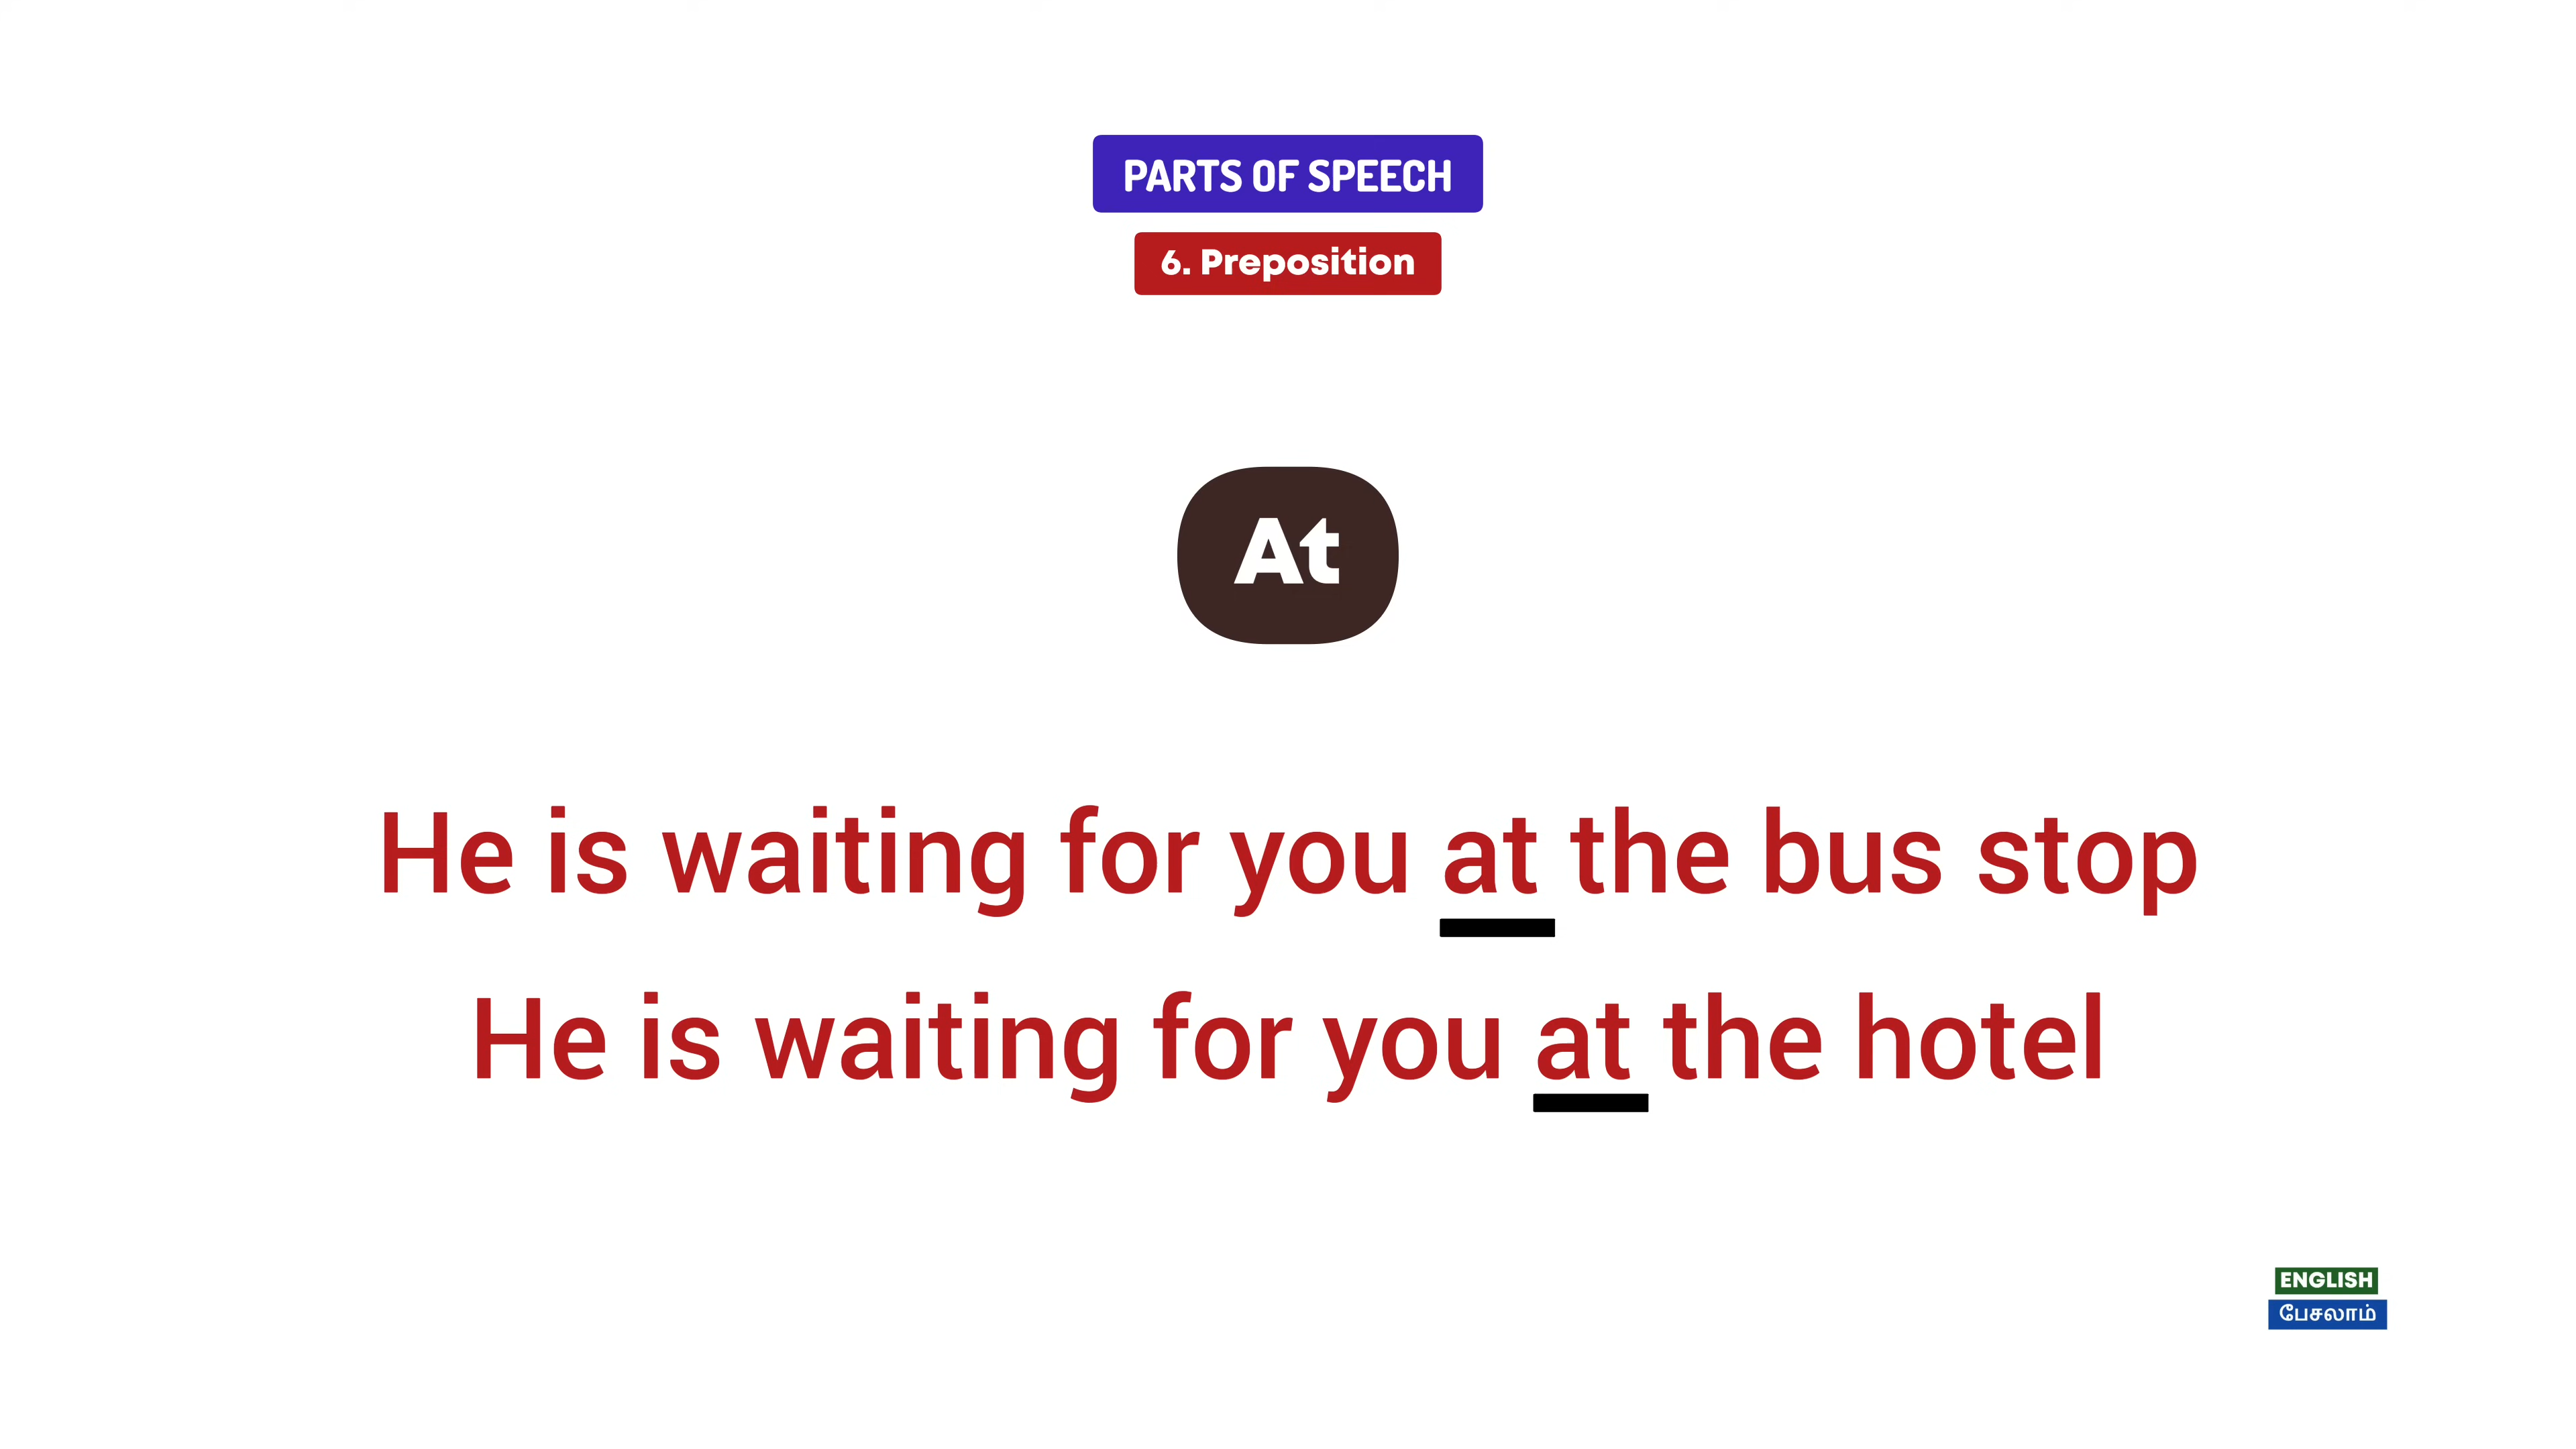 PARTS OF SPEECH
6. Preposition
At
He is waiting for you at the bus stop
He is waiting for you at the hotel
ENGLISH
பேசலாம்